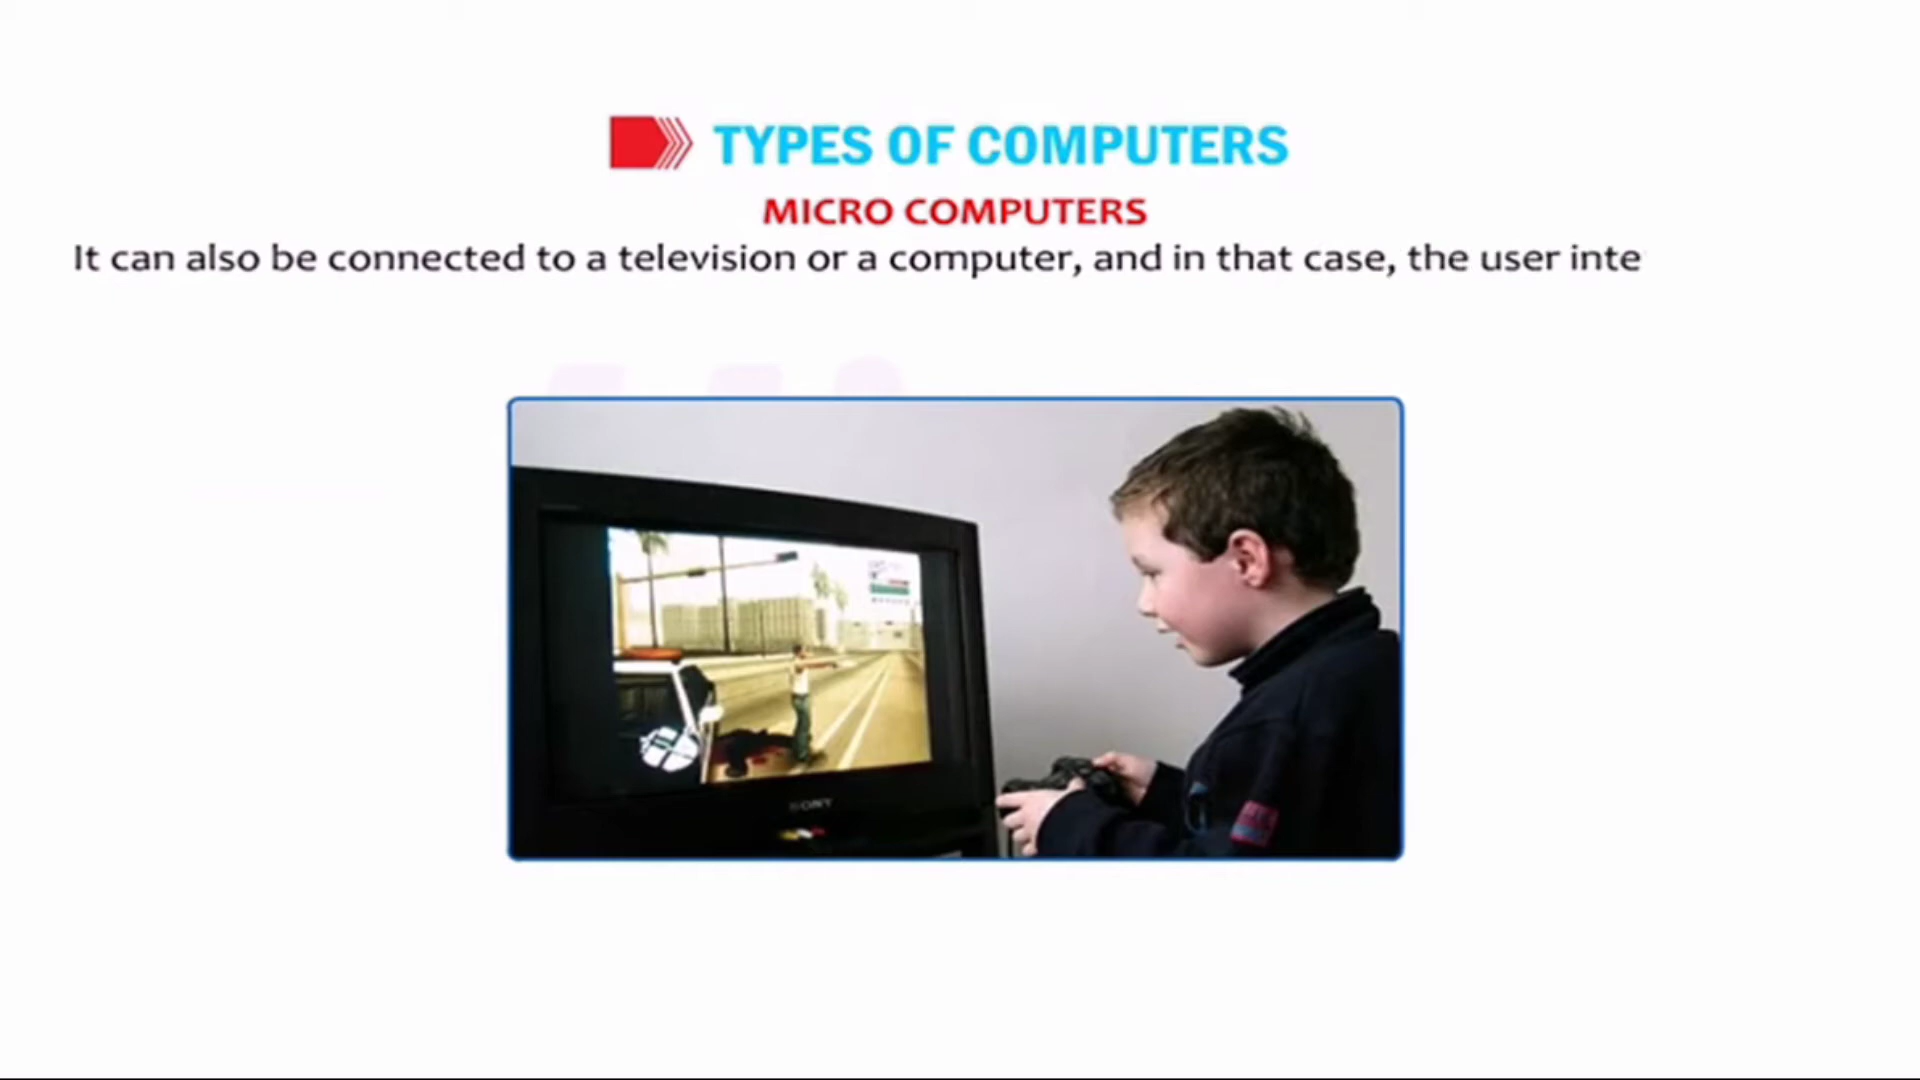 TYPES OF COMPUTERS
MICRO COMPUTERS
It can also be connected to a television or a computer, and in that case, the user inte
SONY